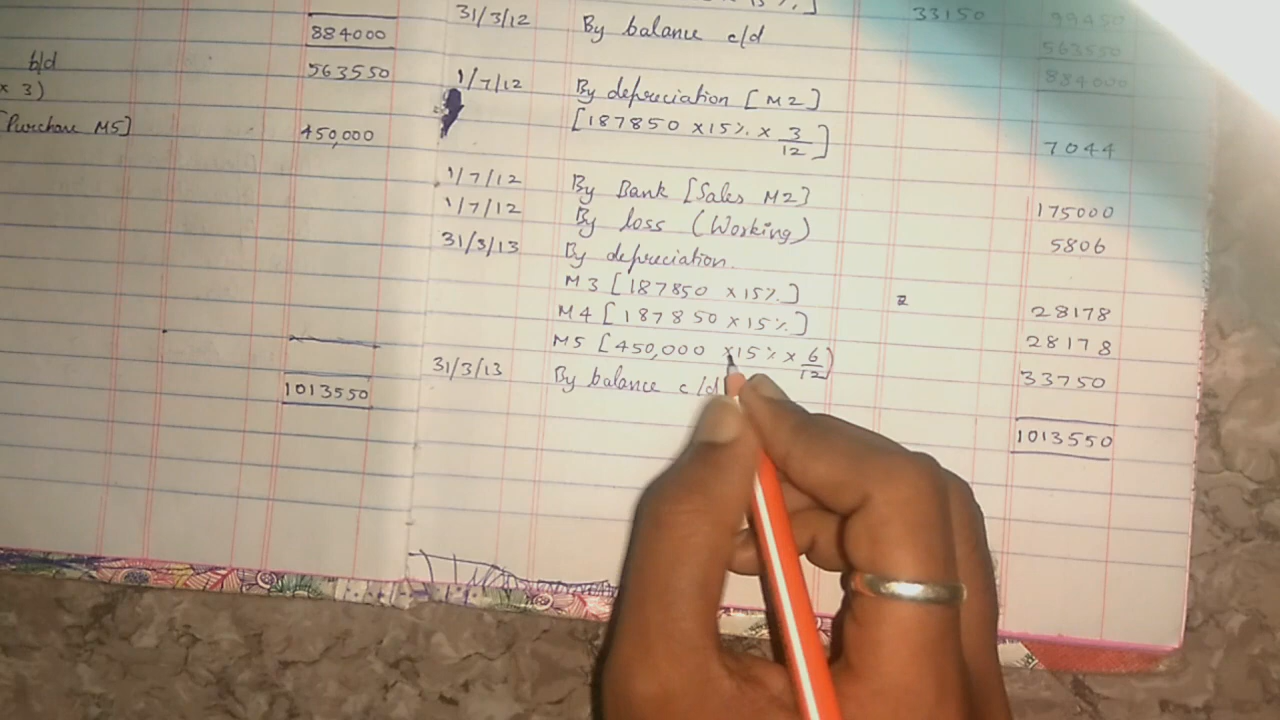 31/3/12 By balance c/d 33150 99450
884000 563550
b/d 563550 884000
x 3) 1/7/12 By depreciation [M2]
[Purchase M5] 450,000 [187850 x 15% x 3/12] 7044
1/7/12 By Bank [Sales M2] 175000
1/7/12 By loss (Working) 5806
31/3/13 By depreciation.
M3 [187850 x 15%] 28178
M4 [187850 x 15%] 28178
M5 [450,000 x 15% x 6/12) 33750
31/3/13 By balance c/d
1013550 1013550